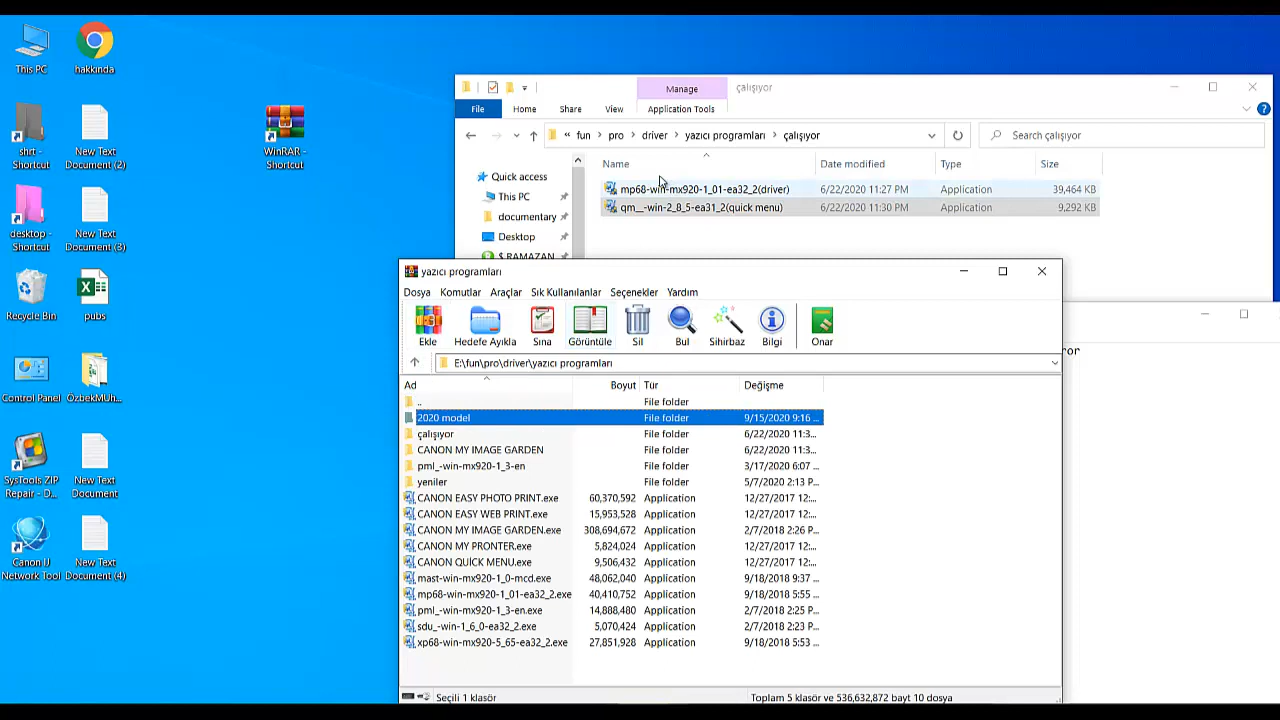 This PC
hakkında
shrt -
Shortcut
New Text
Document (2)
WinRAR -
Shortcut
desktop -
Shortcut
New Text
Document (3)
Recycle Bin
pubs
Control Panel
ÖzbekMUh...
SysTools ZIP
Repair - D...
New Text
Document
Canon IJ
Network Tool
New Text
Document (4)
Manage
çalışıyor
File
Home
Share
View
Application Tools
« fun › pro › driver › yazıcı programları › çalışıyor
Search çalışıyor
Name
Date modified
Type
Size
Quick access
This PC
documentary
Desktop
$ RAMAZAN
mp68-win-mx920-1_01-ea32_2(driver)
6/22/2020 11:27 PM
Application
39,464 KB
qm__-win-2_8_5-ea31_2(quick menu)
6/22/2020 11:30 PM
Application
9,292 KB
yazıcı programları
Dosya Komutlar Araçlar Sık Kullanılanlar Seçenekler Yardım
Ekle Hedefe Ayıkla Sına Görüntüle Sil Bul Sihirbaz Bilgi Onar
E:\fun\pro\driver\yazıcı programları
Ad Boyut Tür Değişme
.. File folder
2020 model File folder 9/15/2020 9:16 ...
çalışıyor File folder 6/22/2020 11:3...
CANON MY IMAGE GARDEN File folder 6/22/2020 11:3...
pml_-win-mx920-1_3-en File folder 3/17/2020 6:07 ...
yeniler File folder 5/7/2020 2:13 P...
CANON EASY PHOTO PRINT.exe 60,370,592 Application 12/27/2017 12:...
CANON EASY WEB PRINT.exe 15,953,528 Application 12/27/2017 12:...
CANON MY IMAGE GARDEN.exe 308,694,672 Application 2/7/2018 2:26 P...
CANON MY PRONTER.exe 5,824,024 Application 12/27/2017 12:...
CANON QUİCK MENU.exe 9,506,432 Application 12/27/2017 12:...
mast-win-mx920-1_0-mcd.exe 48,062,040 Application 9/18/2018 9:37 ...
mp68-win-mx920-1_01-ea32_2.exe 40,410,752 Application 9/18/2018 5:55 ...
pml_-win-mx920-1_3-en.exe 14,888,480 Application 2/7/2018 2:25 P...
sdu_-win-1_6_0-ea32_2.exe 5,070,424 Application 2/7/2018 2:23 P...
xp68-win-mx920-5_65-ea32_2.exe 27,851,928 Application 9/18/2018 5:53 ...
Seçili 1 klasör
Toplam 5 klasör ve 536,632,872 bayt 10 dosya